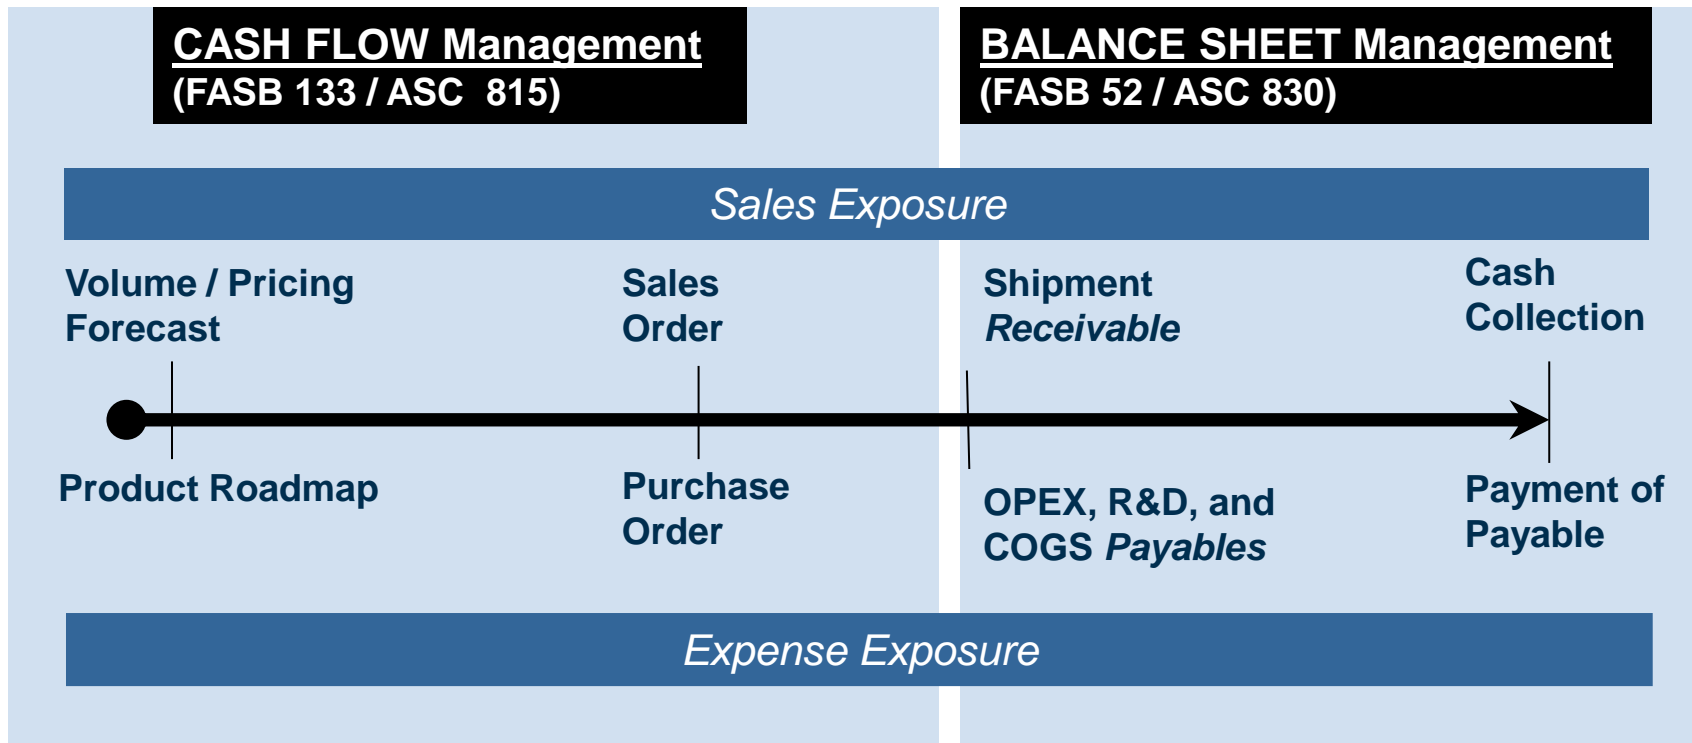 CASH FLOW Management
(FASB 133 / ASC  815)
BALANCE SHEET Management
(FASB 52 / ASC 830)
Sales Exposure
Volume / Pricing
Forecast
Sales
Order
Shipment
Receivable
Cash
Collection
Product Roadmap
Purchase
Order
OPEX, R&D, and
COGS Payables
Payment of
Payable
Expense Exposure